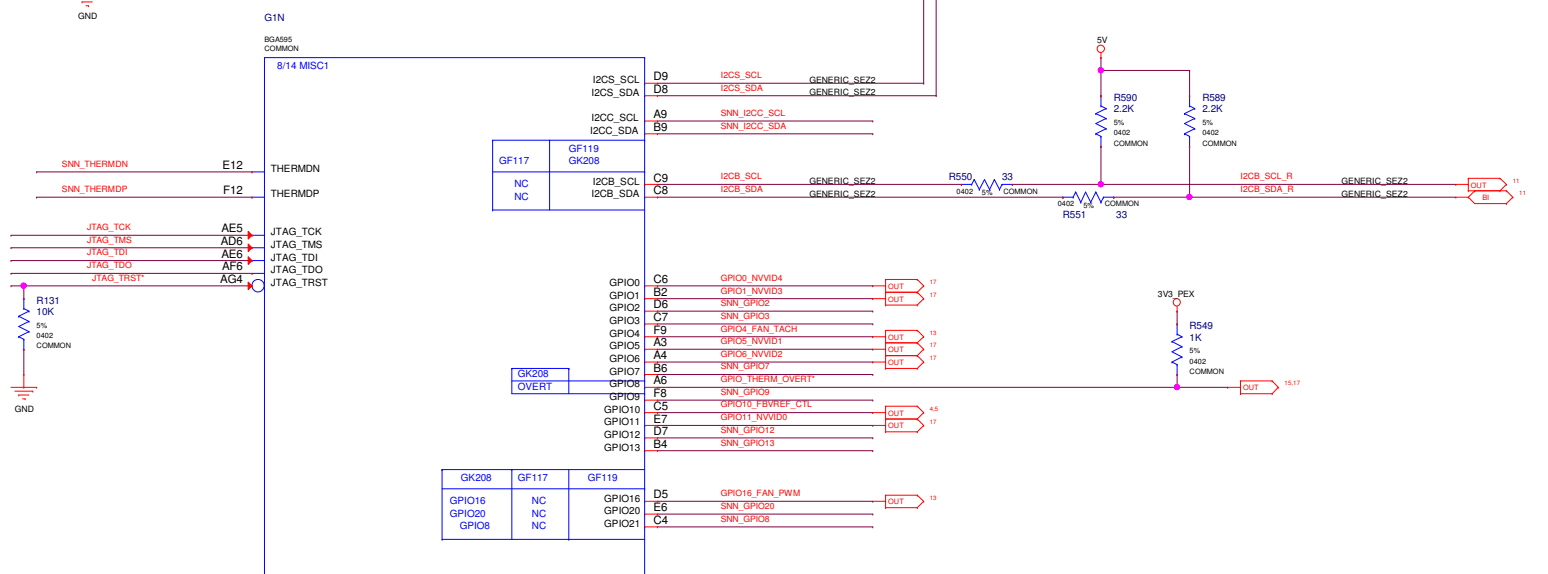 GND
G1N
BGA595
COMMON
8/14 MISC1
I2CS_SCL D9 I2CS_SCL GENERIC_SEZ2
I2CS_SDA D8 I2CS_SDA GENERIC_SEZ2
I2CC_SCL A9 SNN_I2CC_SCL
I2CC_SDA B9 SNN_I2CC_SDA
GF117 GF119
GK208
NC I2CB_SCL C9 I2CB_SCL GENERIC_SEZ2
NC I2CB_SDA C8 I2CB_SDA GENERIC_SEZ2
R550 33
0402 5% COMMON
0402 5% COMMON
R551 33
5V
R590
2.2K
5%
0402
COMMON
R589
2.2K
5%
0402
COMMON
I2CB_SCL_R GENERIC_SEZ2 OUT 11
I2CB_SDA_R GENERIC_SEZ2 BI 11
SNN_THERMDN E12 THERMDN
SNN_THERMDP F12 THERMDP
JTAG_TCK AE5 JTAG_TCK
JTAG_TMS AD6 JTAG_TMS
JTAG_TDI AE6 JTAG_TDI
JTAG_TDO AF6 JTAG_TDO
JTAG_TRST* AG4 JTAG_TRST
R131
10K
5%
0402
COMMON
GND
GPIO0 C6 GPIO0_NVVID4 OUT 17
GPIO1 B2 GPIO1_NVVID3 OUT 17
GPIO2 D6 SNN_GPIO2
GPIO3 C7 SNN_GPIO3
GPIO4 F9 GPIO4_FAN_TACH OUT 13
GPIO5 A3 GPIO5_NVVID1 OUT 17
GPIO6 A4 GPIO6_NVVID2 OUT 17
GPIO7 B6 SNN_GPIO7
GK208
OVERT
GPIO8 A6 GPIO_THERM_OVERT* OUT 15,17
GPIO9 F8 SNN_GPIO9
GPIO10 C5 GPIO10_FBVREF_CTL OUT 4,5
GPIO11 E7 GPIO11_NVVID0 OUT 17
GPIO12 D7 SNN_GPIO12
GPIO13 B4 SNN_GPIO13
3V3_PEX
R549
1K
5%
0402
COMMON
GK208 GF117 GF119
GPIO16 NC GPIO16 D5 GPIO16_FAN_PWM OUT 13
GPIO20 NC GPIO20 E6 SNN_GPIO20
GPIO8 NC GPIO21 C4 SNN_GPIO8